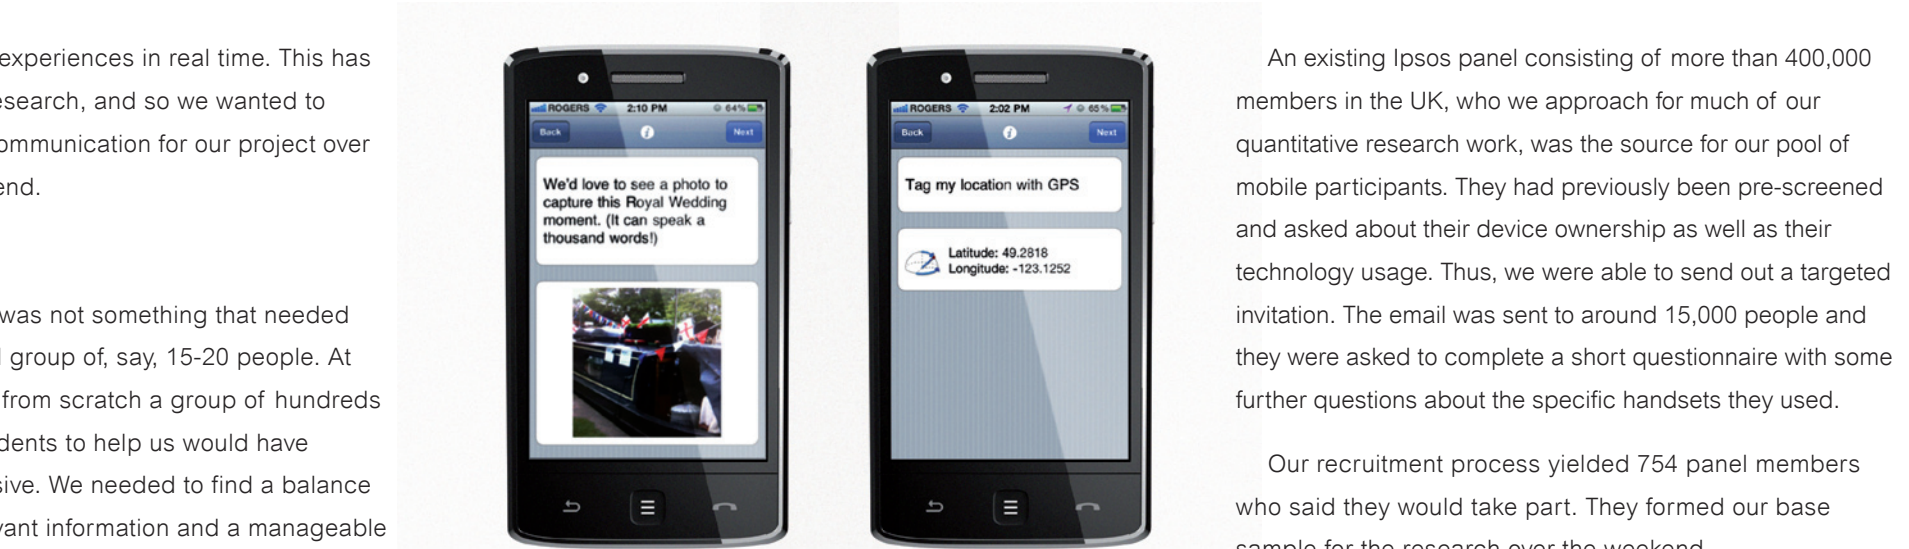 experiences in real time. This has
esearch, and so we wanted to
ommunication for our project over
end.
was not something that needed
group of, say, 15-20 people. At
from scratch a group of hundreds
dents to help us would have
sive. We needed to find a balance
vant information and a manageable
ROGERS 2:10 PM 64%
Back Next
We'd love to see a photo to
capture this Royal Wedding
moment. (It can speak a
thousand words!)
ROGERS 2:02 PM 65%
Back Next
Tag my location with GPS
Latitude: 49.2818
Longitude: -123.1252
An existing Ipsos panel consisting of more than 400,000
members in the UK, who we approach for much of our
quantitative research work, was the source for our pool of
mobile participants. They had previously been pre-screened
and asked about their device ownership as well as their
technology usage. Thus, we were able to send out a targeted
invitation. The email was sent to around 15,000 people and
they were asked to complete a short questionnaire with some
further questions about the specific handsets they used.
Our recruitment process yielded 754 panel members
who said they would take part. They formed our base
sample for the research over the weekend.